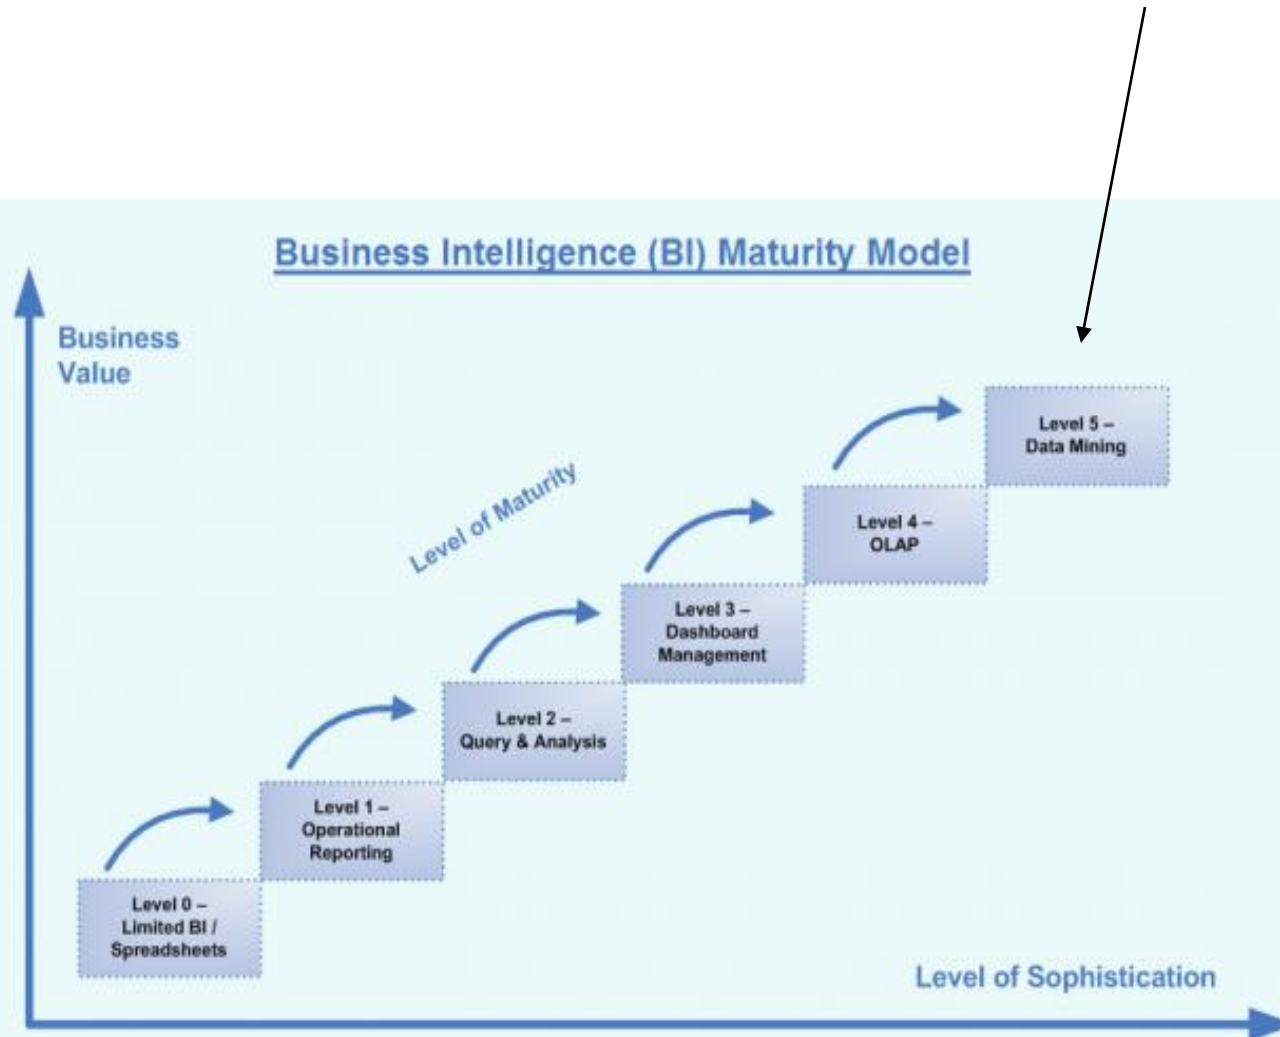 Business Intelligence (BI) Maturity Model
Business
Value
Level of Maturity
Level 5 –
Data Mining
Level 4 –
OLAP
Level 3 –
Dashboard
Management
Level 2 –
Query & Analysis
Level 1 –
Operational
Reporting
Level 0 –
Limited BI /
Spreadsheets
Level of Sophistication